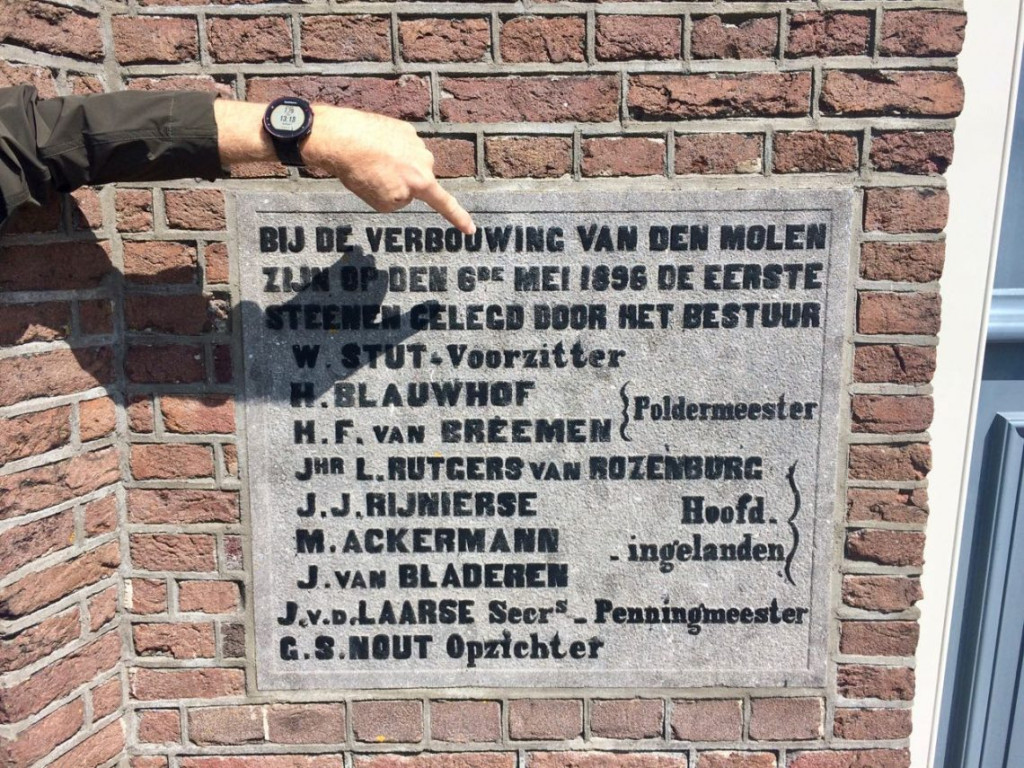 13:13
BIJ DE VERBOUWING VAN DEN MOLEN
ZIJN OP DEN 6DE MEI 1896 DE EERSTE
STEENEN GELEGD DOOR HET BESTUUR
W. STUT-Voorzitter
H. BLAUWHOF
H. F. VAN BREEMEN
Poldermeester
JHR L. RUTGERS VAN ROZENBURG
J. J. RIJNIERSE
M. ACKERMANN
J. VAN BLADEREN
Hoofd-
-ingelanden
J. v. D. LAARSE Secrs - Penningmeester
G. S. NOUT Opzichter